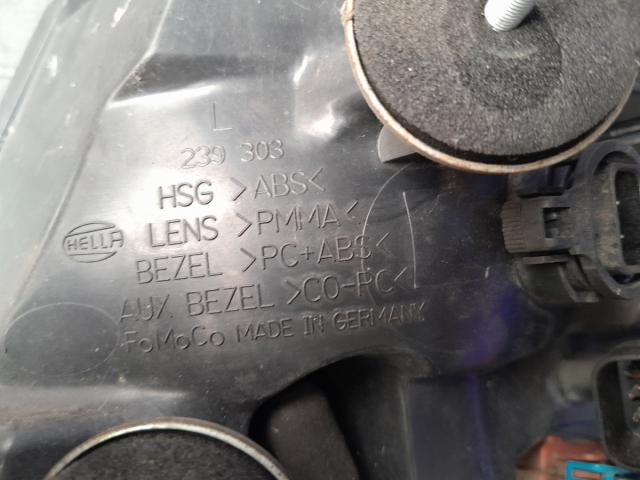 L
239 303
HSG >ABS<
HELLA
LENS >PMMA<
BEZEL >PC+ABS<
AUX BEZEL >CO-PC<
FoMoCo MADE IN GERMANY